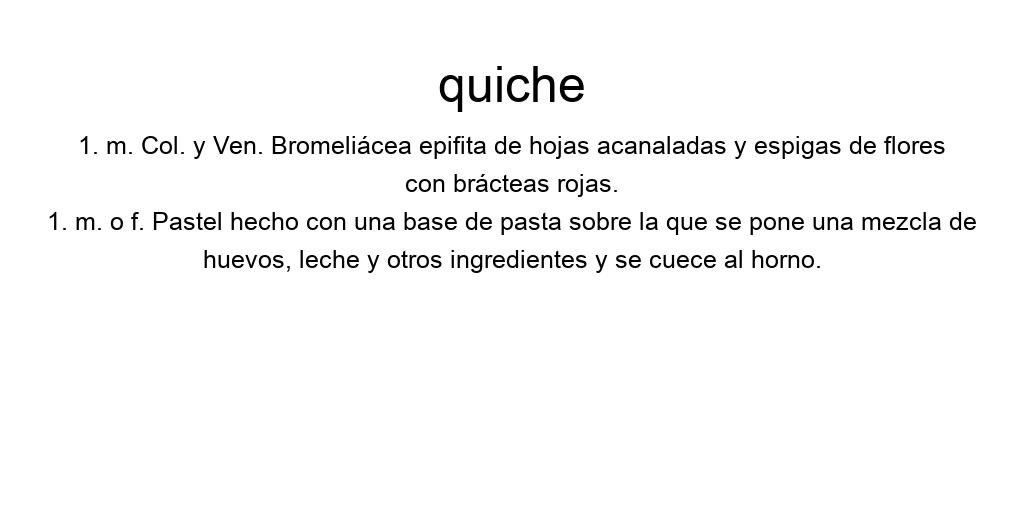 quiche
1. m. Col. y Ven. Bromeliácea epifita de hojas acanaladas y espigas de flores
con brácteas rojas.
1. m. o f. Pastel hecho con una base de pasta sobre la que se pone una mezcla de
huevos, leche y otros ingredientes y se cuece al horno.